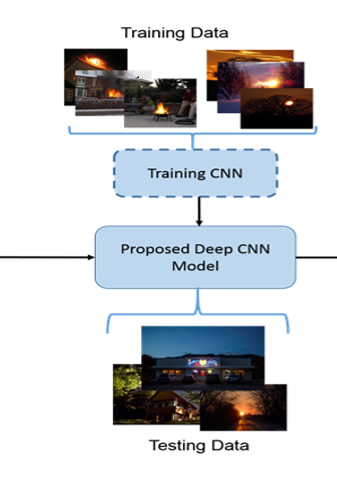 Training Data
Training CNN
Proposed Deep CNN
Model
Testing Data